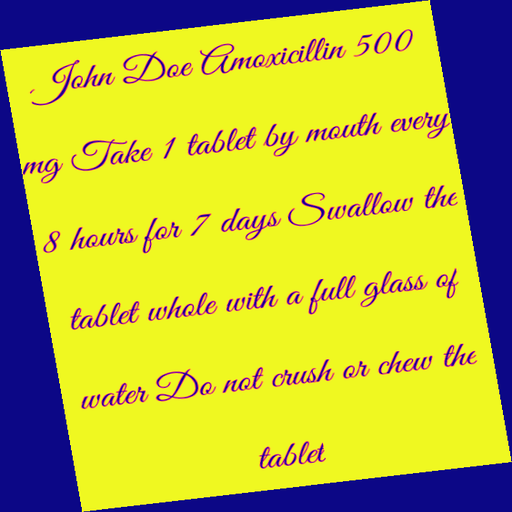 John Doe Amoxicillin 500
mg Take 1 tablet by mouth every
8 hours for 7 days Swallow the
tablet whole with a full glass of
water Do not crush or chew the
tablet